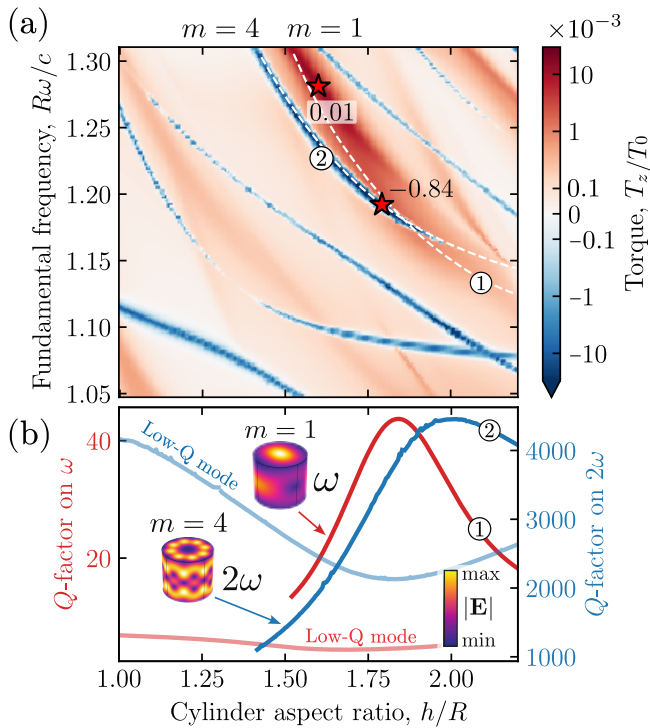 (a)
m = 4 m = 1
×10⁻³
1.30
1.25
1.20
1.15
1.10
1.05
Fundamental frequency, Rω/c
0.01
②
−0.84
①
10
1
0.1
0
−0.1
−1
−10
Torque, T_z/T_0
(b)
40
20
Q-factor on ω
Low-Q mode
m = 1
ω
m = 4
2ω
②
①
Low-Q mode
max
|E|
min
4000
3000
2000
1000
Q-factor on 2ω
1.00 1.25 1.50 1.75 2.00
Cylinder aspect ratio, h/R